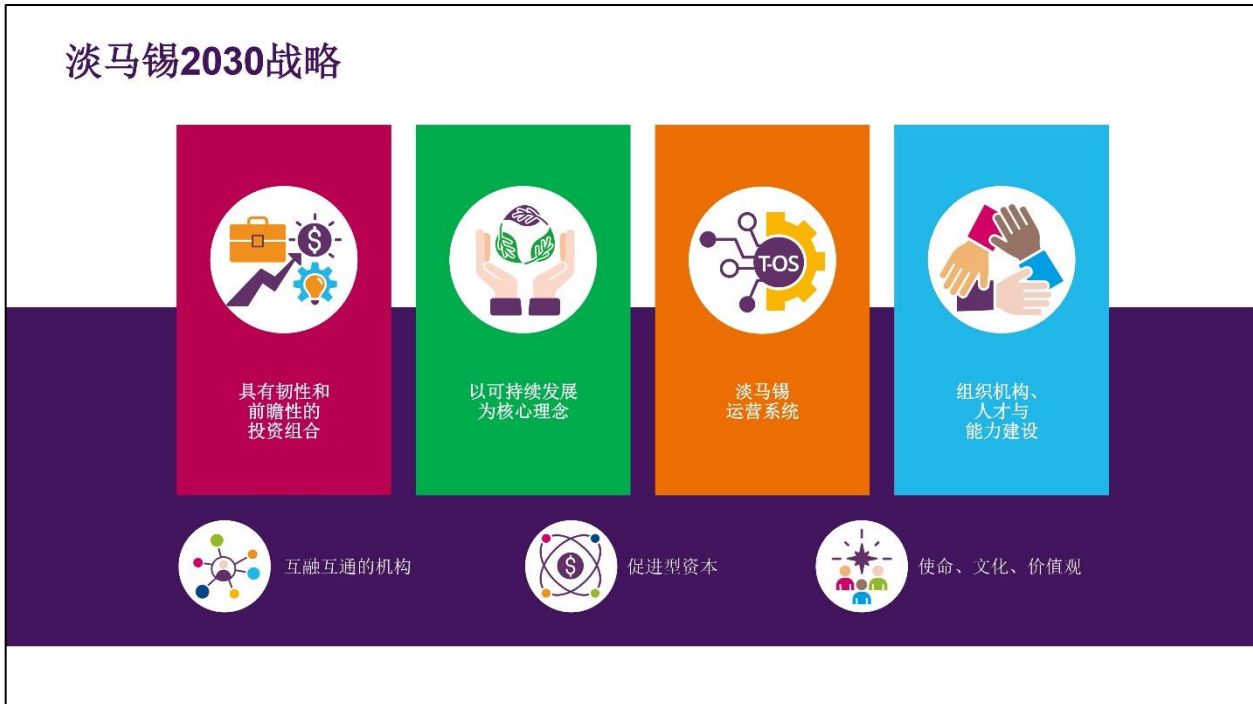 淡马锡2030战略
$
T-OS
具有韧性和
前瞻性的
投资组合
以可持续发展
为核心理念
淡马锡
运营系统
组织机构、
人才与
能力建设
互融互通的机构
$
促进型资本
使命、文化、价值观